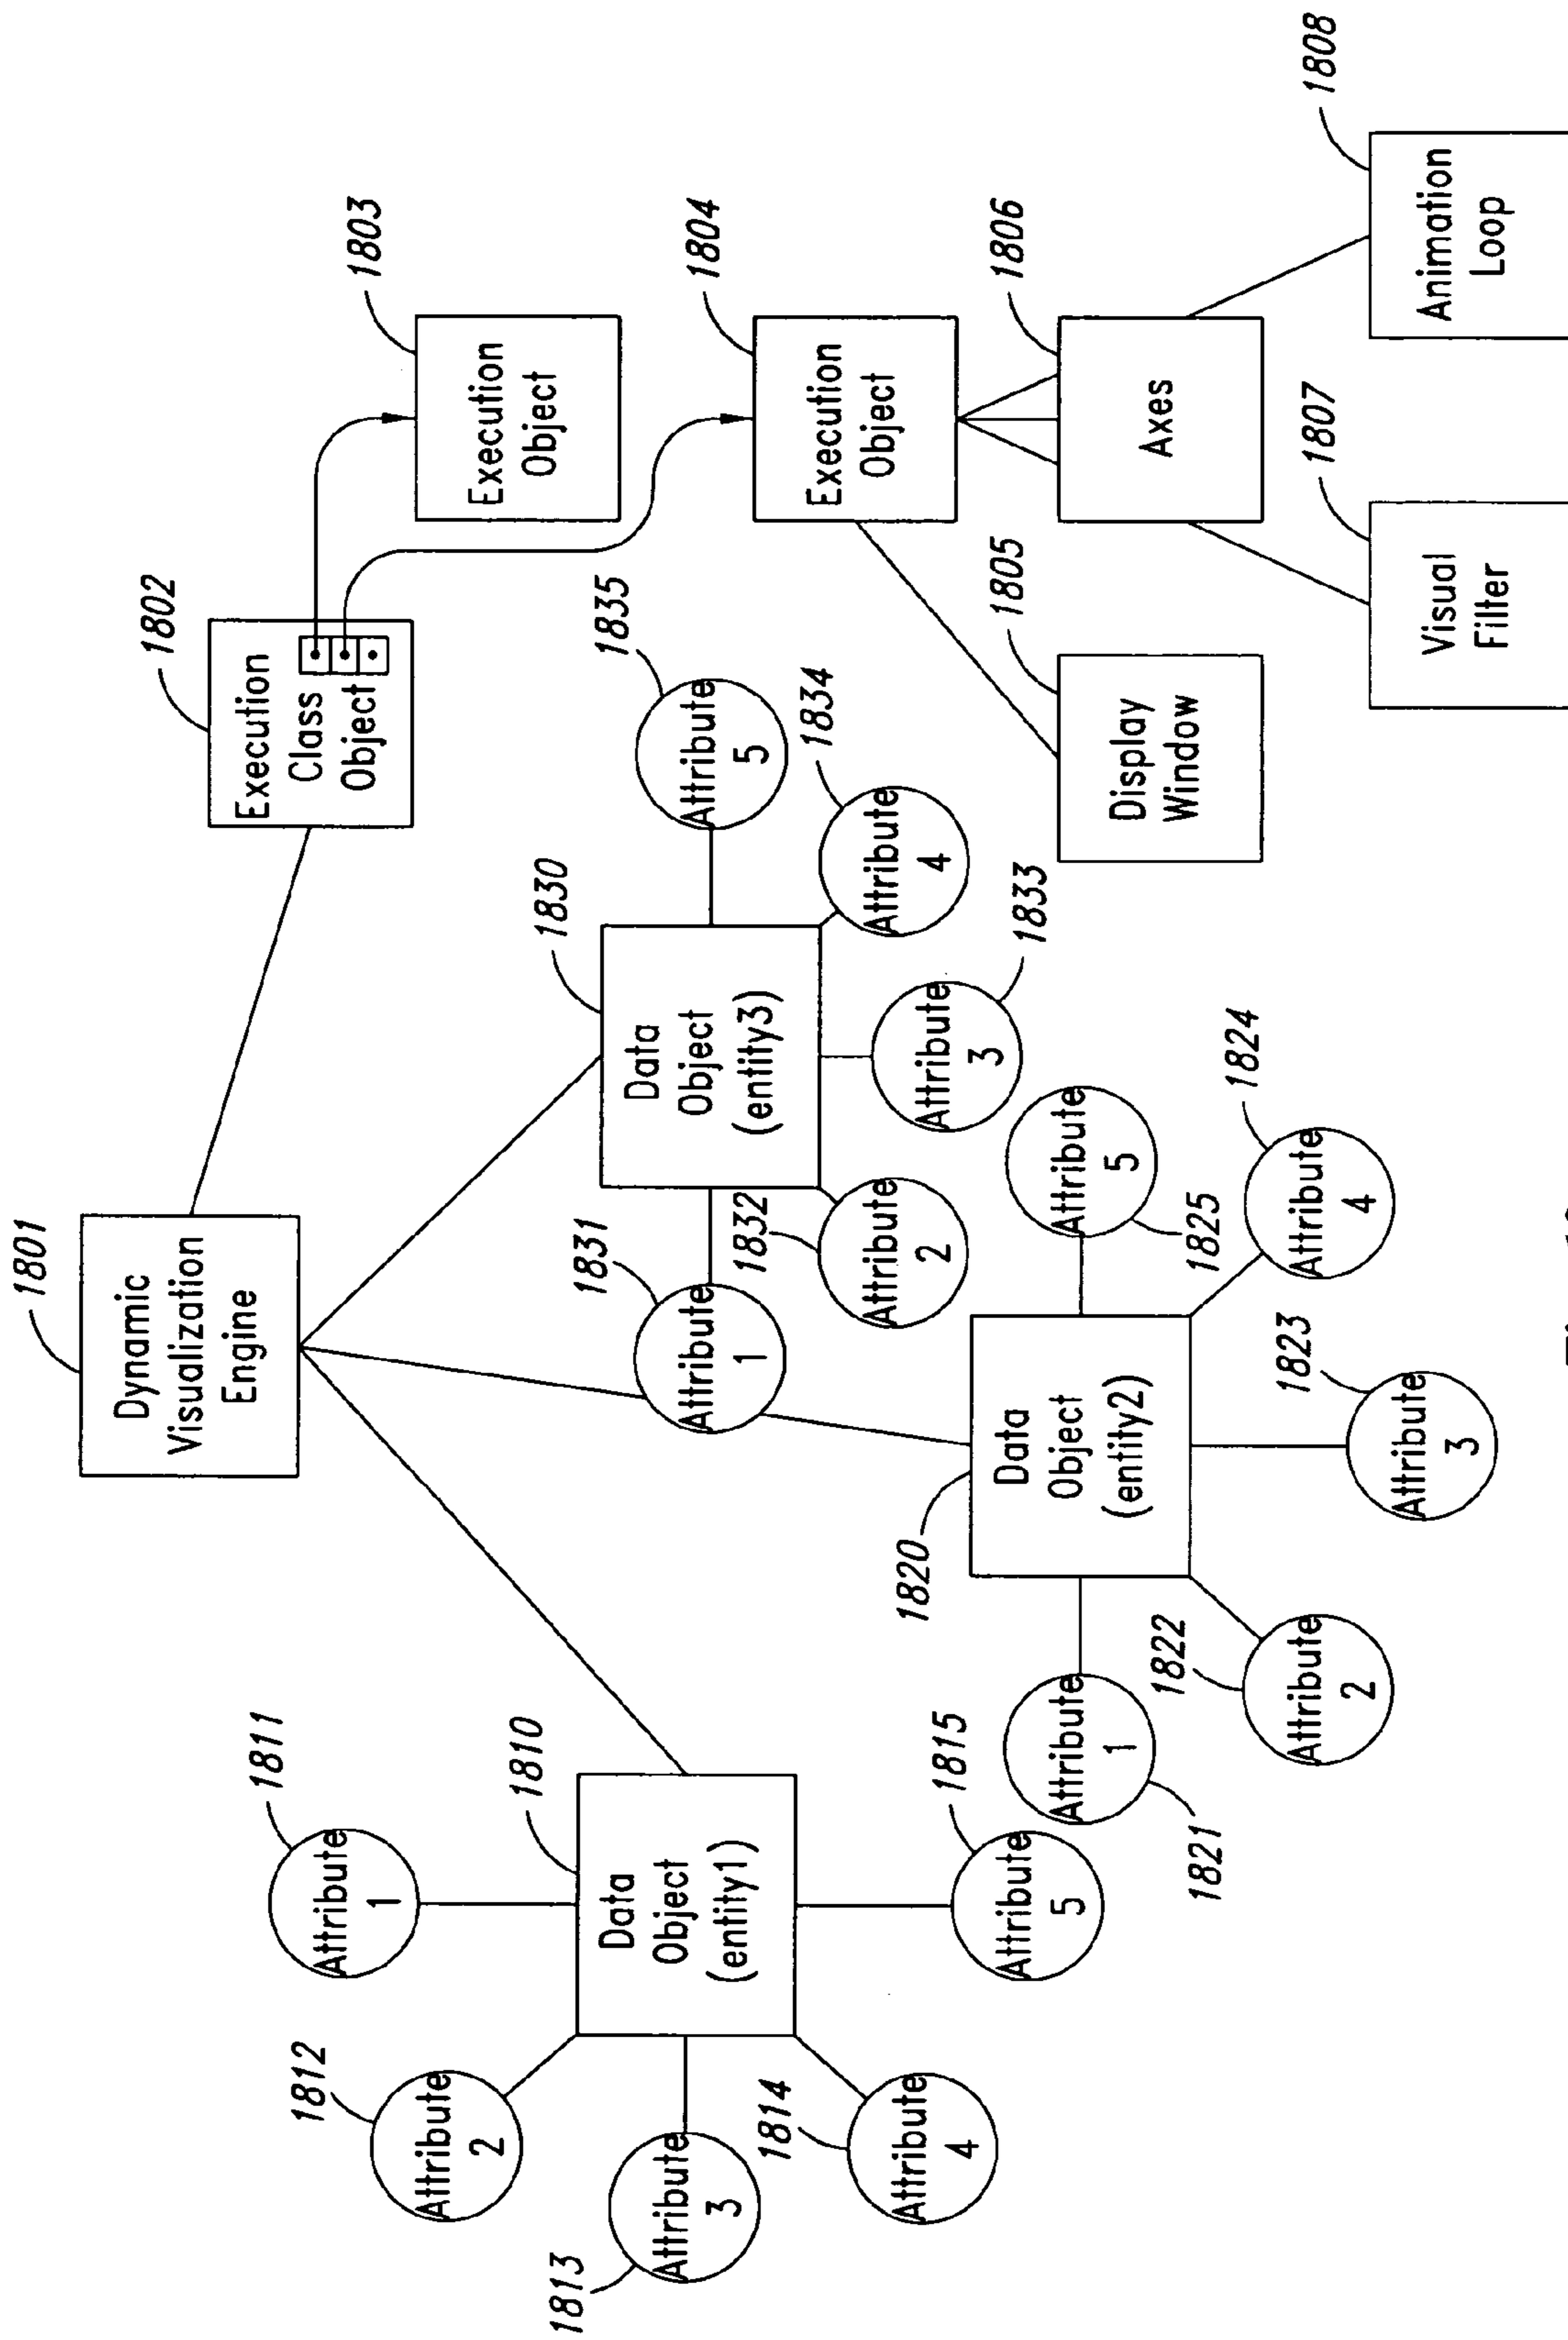 1801
Dynamic
Visualization
Engine
1802
Execution
Class
Object
1803
Execution
Object
1804
Execution
Object
1805
Display
Window
1806
Axes
1807
Visual
Filter
1808
Animation
Loop
1810
Data
Object
(entity1)
1811
Attribute
1
1812
Attribute
2
1813
Attribute
3
1814
Attribute
4
1815
Attribute
5
1820
Data
Object
(entity2)
1821
Attribute
1
1822
Attribute
2
1823
Attribute
3
1824
Attribute
4
1825
Attribute
5
1830
Data
Object
(entity3)
1831
Attribute
1
1832
Attribute
2
1833
Attribute
3
1834
Attribute
4
1835
Attribute
5